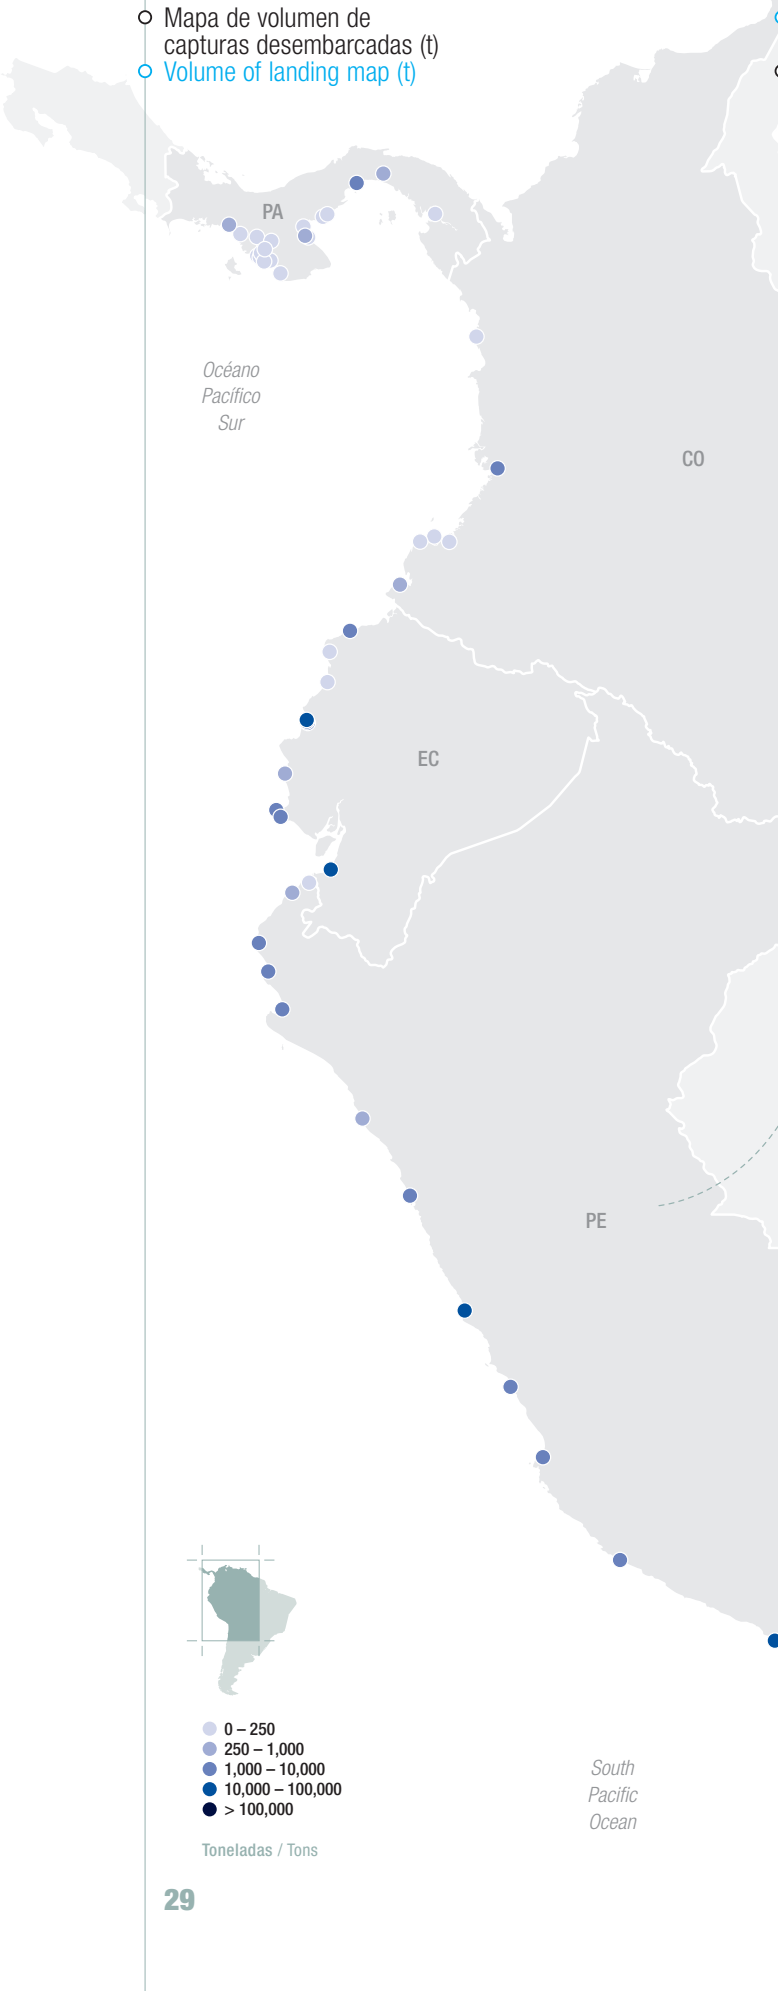 Mapa de volumen de
capturas desembarcadas (t)
Volume of landing map (t)
PA
Océano
Pacífico
Sur
CO
EC
PE
0 – 250
250 – 1,000
1,000 – 10,000
10,000 – 100,000
> 100,000
Toneladas / Tons
South
Pacific
Ocean
29